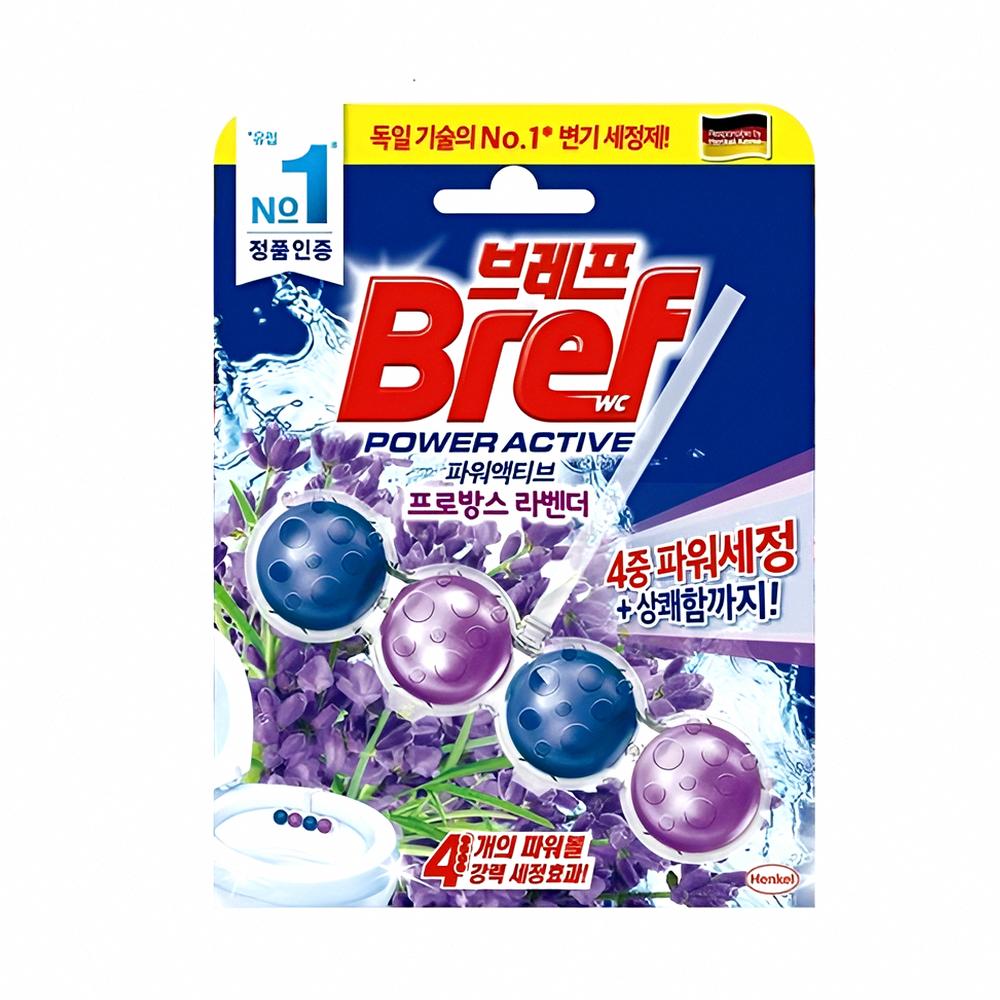 *유럽
No 1*
정품인증
독일 기술의 No.1* 변기 세정제!
브레프
Bref
WC
POWER ACTIVE
파워액티브
프로방스 라벤더
4중 파워세정
+상쾌함까지!
4개의 파워볼
강력 세정효과!
Henkel